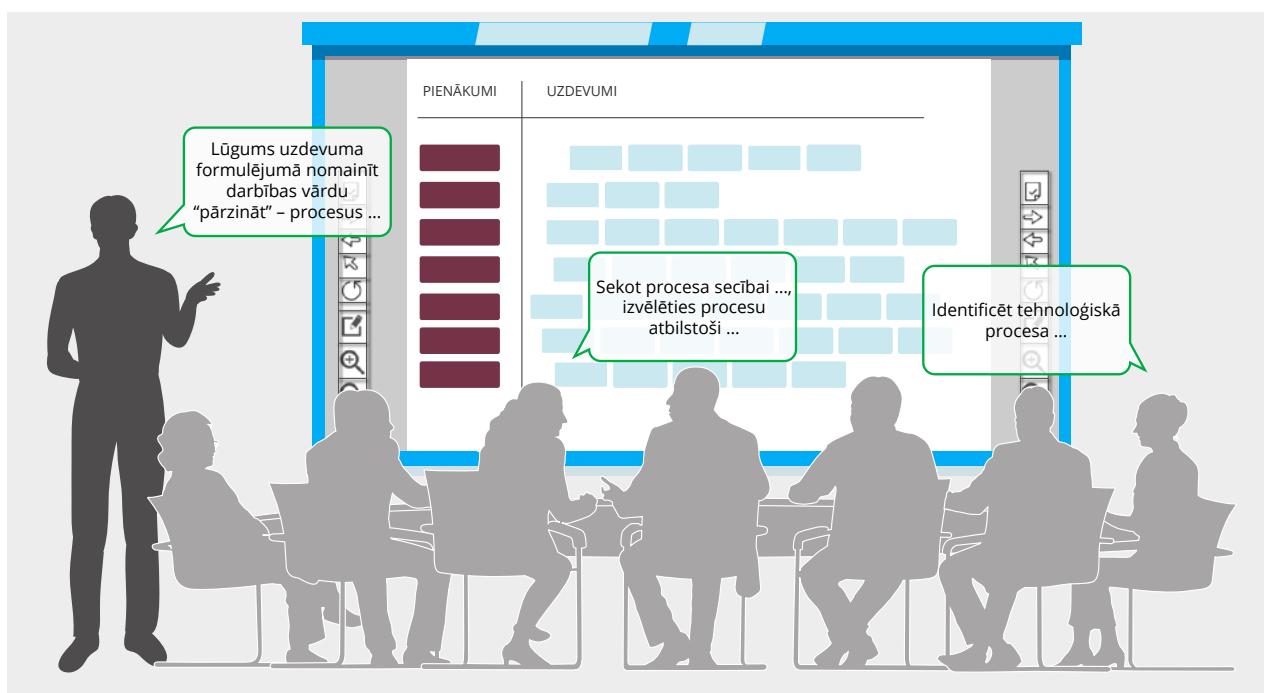 PIENĀKUMI
UZDEVUMI
Lūgums uzdevuma
formulējumā nomainīt
darbības vārdu
“pārzināt” – procesus ...
Sekot procesa secībai ...,
izvēlēties procesu
atbilstoši ...
Identificēt tehnoloģiskā
procesa ...